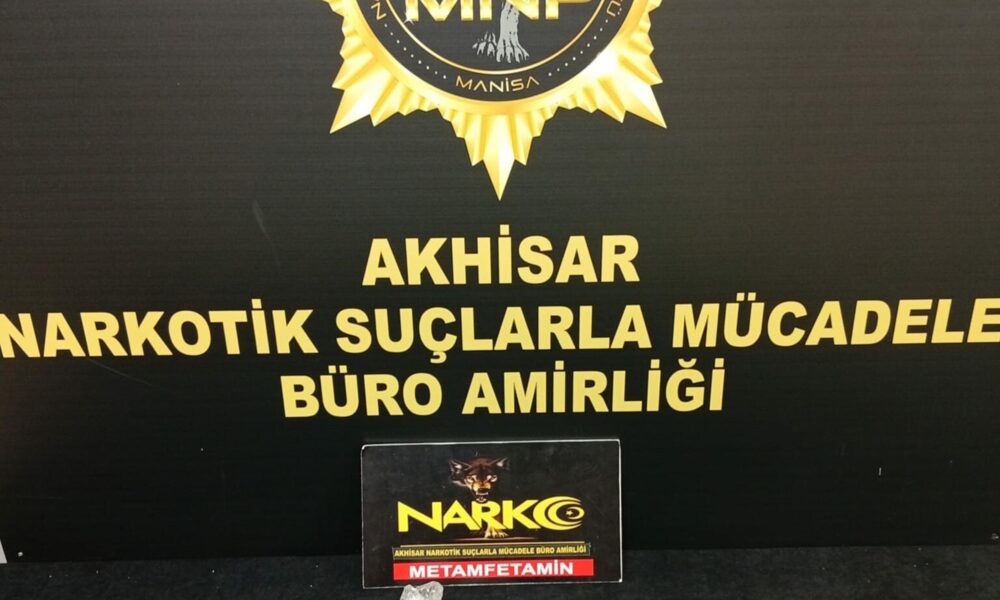 MNP
MANİSA
AKHİSAR
NARKOTİK SUÇLARLA MÜCADELE
BÜRO AMİRLİĞİ
NARKO
AKHİSAR NARKOTİK SUÇLARLA MÜCADELE BÜRO AMİRLİĞİ
METAMFETAMİN